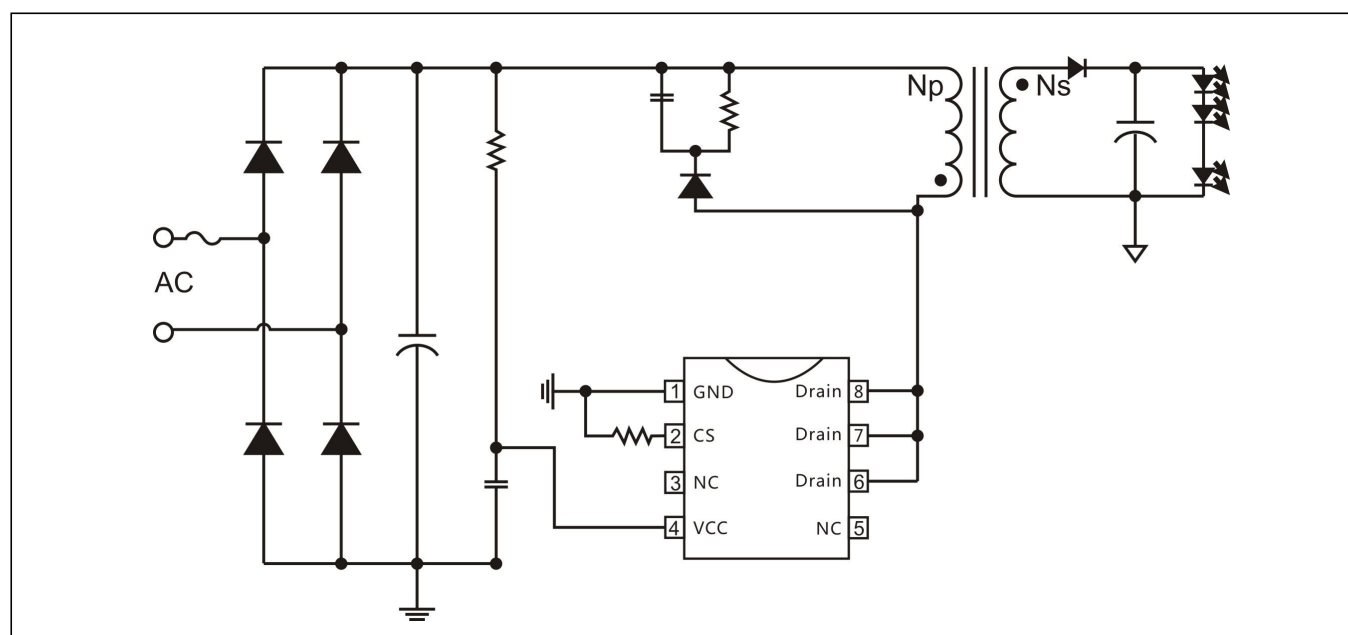 Np
Ns
AC
1 GND
Drain 8
2 CS
Drain 7
3 NC
Drain 6
4 VCC
NC 5